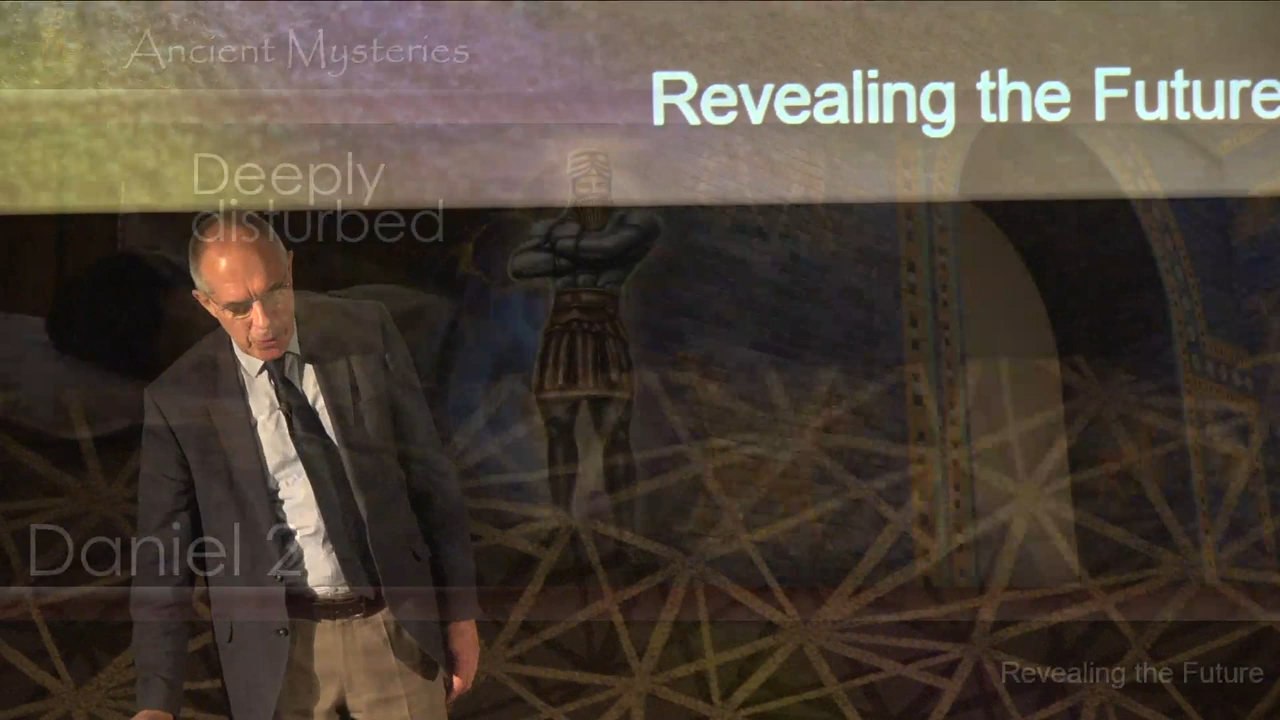 Ancient Mysteries
Revealing the Future
Deeply
disturbed
Daniel 2
Revealing the Future